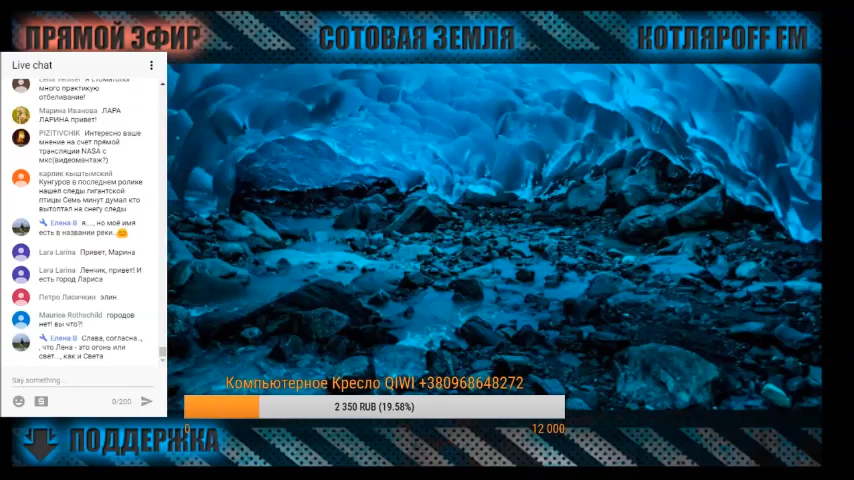 ПРЯМОЙ ЭФИР
СОТОВАЯ ЗЕМЛЯ
КОТЛЯРОFF FM
Live chat
много практикую
отбеливание!
Марина Иванова ЛАРА
ЛАРИНА привет!
PIZITIVCHIK Интересно ваше
мнение на счет прямой
трансляции NASA с
мкс(видеомантаж?)
карлик кыштымский
Кунгуров в последнем ролике
нашел следы гигантской
птицы Семь минут думал кто
вытоптал на снегу следы
Елена В я..., но моё имя
есть в названии реки..
Lara Larina Привет, Марина
Lara Larina Ленчик, привет! И
есть город Лариса
Петро Лисичкин элин
Maurice Rothschild городов
нет! вы что?!
Елена В Слава, согласна..,
, что Лена - это огонь или
свет..., как и Света
Say something...
0/200
Компьютерное Кресло QIWI +380968648272
2 350 RUB (19.58%)
0
12 000
ПОДДЕРЖКА